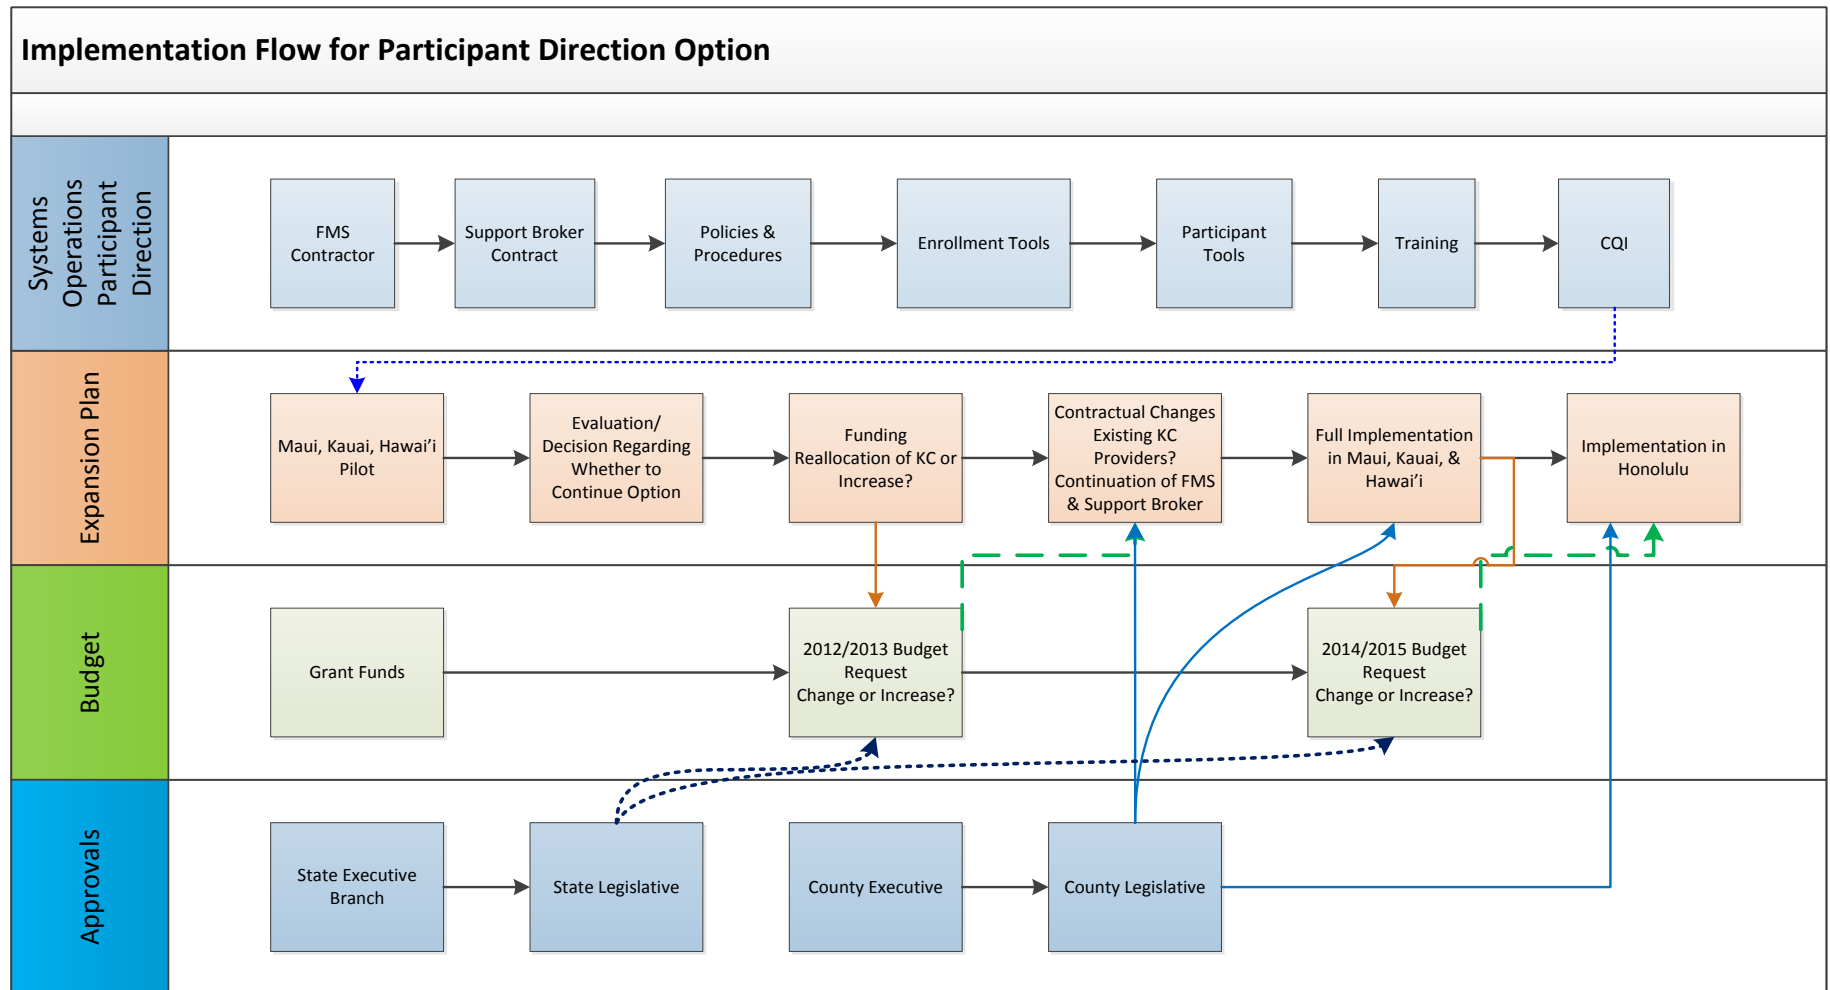 Implementation Flow for Participant Direction Option
Systems
Operations
Participant
Direction
FMS
Contractor
Support Broker
Contract
Policies &
Procedures
Enrollment Tools
Participant
Tools
Training
CQI
Expansion Plan
Maui, Kauai, Hawai’i
Pilot
Evaluation/
Decision Regarding
Whether to
Continue Option
Funding
Reallocation of KC or
Increase?
Contractual Changes
Existing KC
Providers?
Continuation of FMS
& Support Broker
Full Implementation
in Maui, Kauai, &
Hawai’i
Implementation in
Honolulu
Budget
Grant Funds
2012/2013 Budget
Request
Change or Increase?
2014/2015 Budget
Request
Change or Increase?
Approvals
State Executive
Branch
State Legislative
County Executive
County Legislative